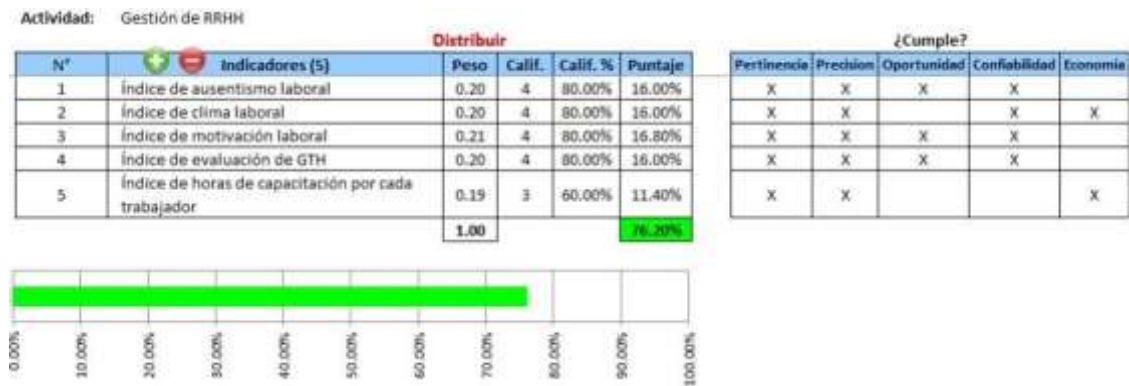 Actividad: Gestión de RRHH
Distribuir ¿Cumple?
N° Indicadores (5) Peso Calif. Calif. % Puntaje Pertinencia Precision Oportunidad Confiabilidad Economia
1 Índice de ausentismo laboral 0.20 4 80.00% 16.00% X X X X
2 Índice de clima laboral 0.20 4 80.00% 16.00% X X X X
3 Índice de motivación laboral 0.21 4 80.00% 16.80% X X X X
4 Índice de evaluación de GTH 0.20 4 80.00% 16.00% X X X X
5 Índice de horas de capacitación por cada
trabajador 0.19 3 60.00% 11.40% X X X
1.00 76.20%
0.00% 10.00% 20.00% 30.00% 40.00% 50.00% 60.00% 70.00% 80.00% 90.00% 100.00%